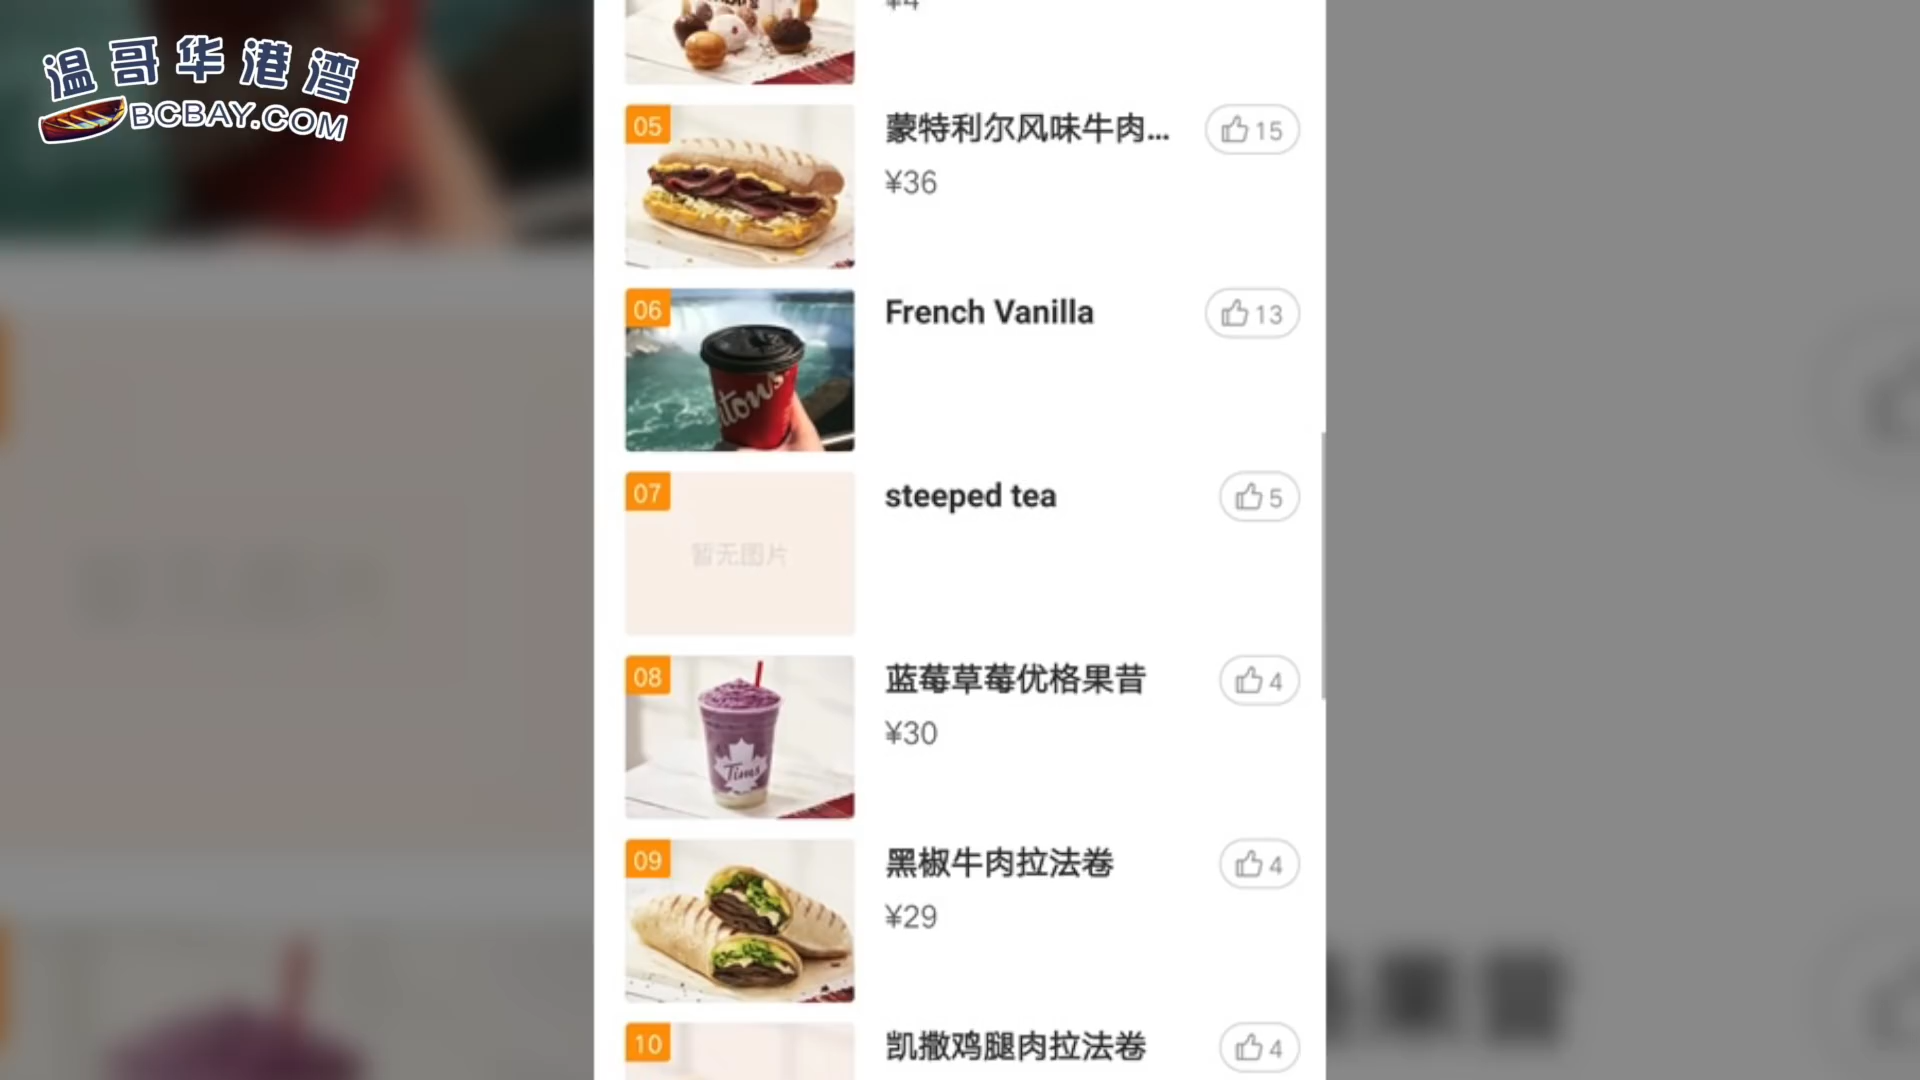 温哥华港湾
BCBAY.COM
¥4
05
蒙特利尔风味牛肉...
15
¥36
06
French Vanilla
13
07
steeped tea
5
暂无图片
08
蓝莓草莓优格果昔
4
¥30
Tims
09
黑椒牛肉拉法卷
4
¥29
10
凯撒鸡腿肉拉法卷
4